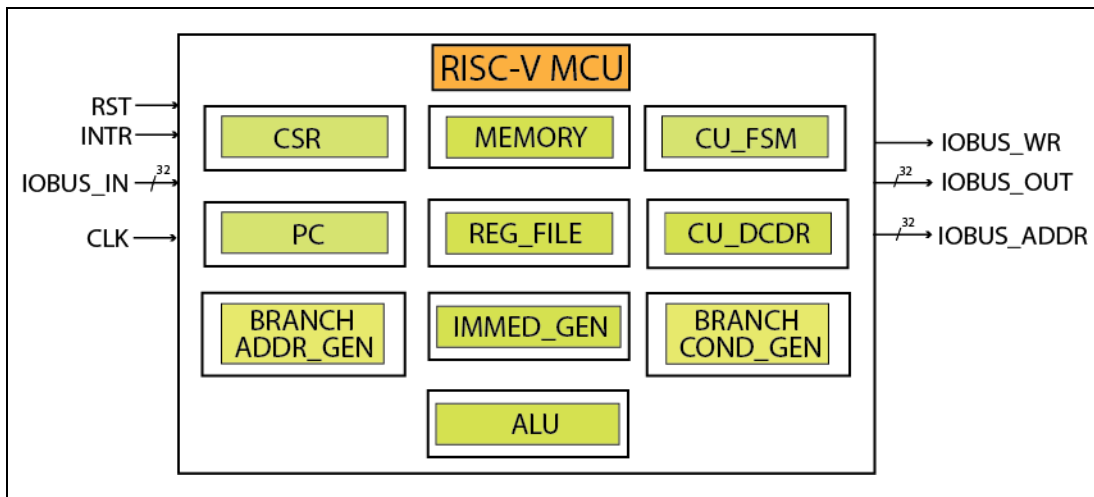 RISC-V MCU
RST
INTR
IOBUS_IN
32
CLK
CSR
MEMORY
CU_FSM
PC
REG_FILE
CU_DCDR
BRANCH
ADDR_GEN
IMMED_GEN
BRANCH
COND_GEN
ALU
IOBUS_WR
32
IOBUS_OUT
32
IOBUS_ADDR